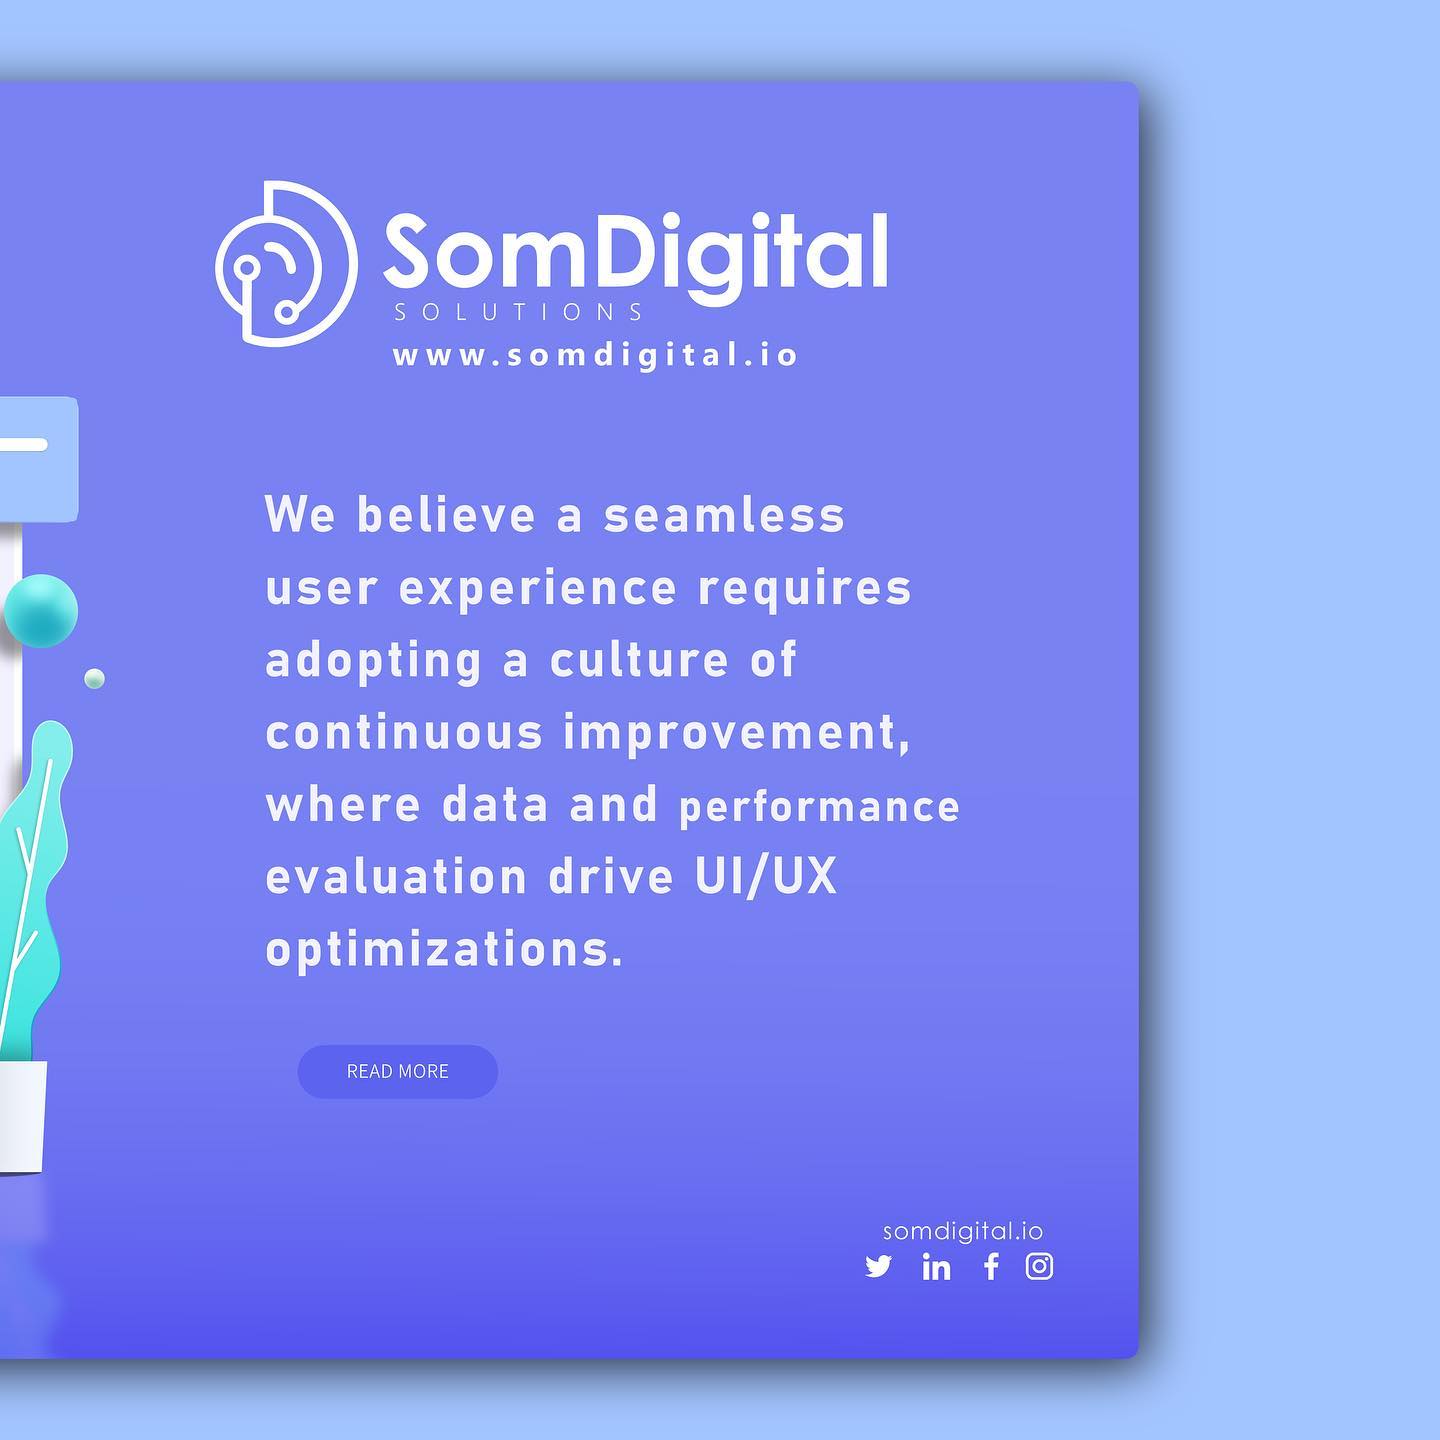 SomDigital
SOLUTIONS
www.somdigital.io
We believe a seamless
user experience requires
adopting a culture of
continuous improvement,
where data and performance
evaluation drive UI/UX
optimizations.
READ MORE
somdigital.io
in f